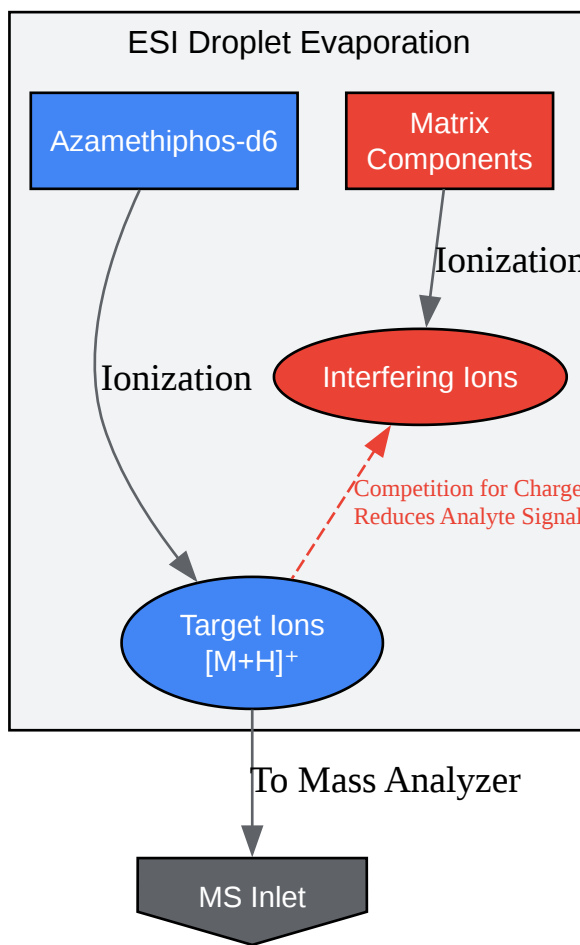 ESI Droplet Evaporation
Azamethiphos-d6
Matrix
Components
Ionization
Ionization
Interfering Ions
Competition for Charge
Reduces Analyte Signal
Target Ions
[M+H]⁺
To Mass Analyzer
MS Inlet